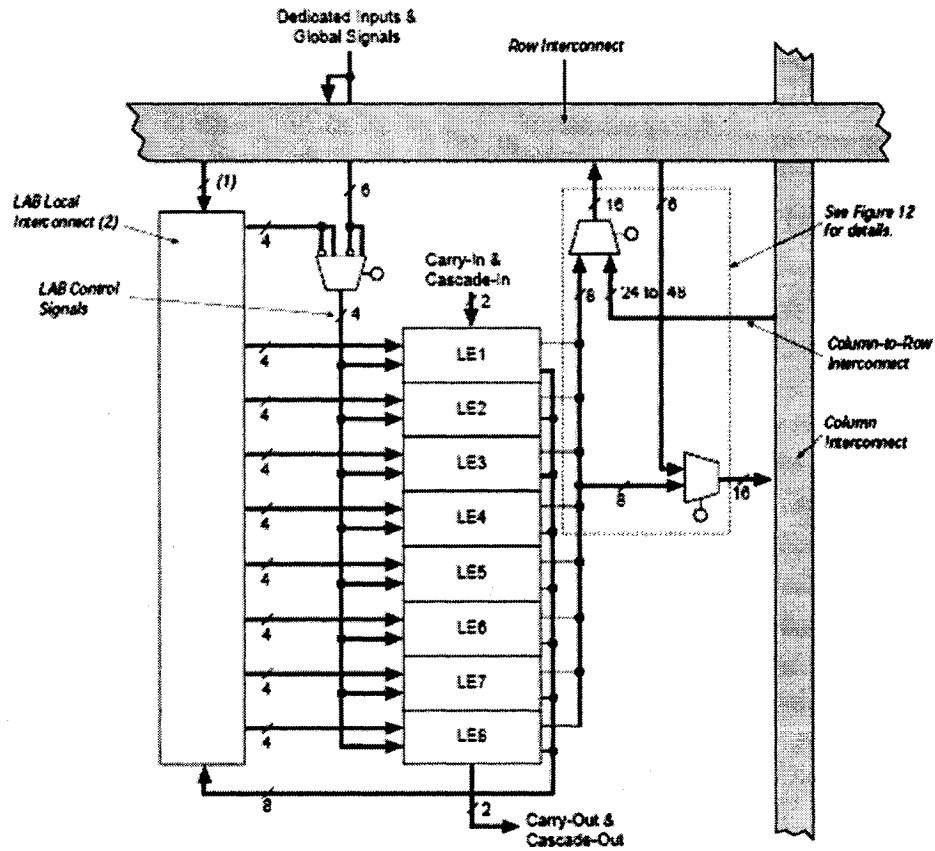 Dedicated Inputs &
Global Signals
Row Interconnect
(1)
6
LAB Local
Interconnect (2)
4
16
6
See Figure 12
for details.
Carry-In &
Cascade-In
LAB Control
Signals
4
2
8
24 to 48
4
LE1
Column-to-Row
Interconnect
4
LE2
Column
Interconnect
4
LE3
8
16
4
LE4
4
LE5
4
LE6
4
LE7
4
LE8
8
2
Carry-Out &
Cascade-Out